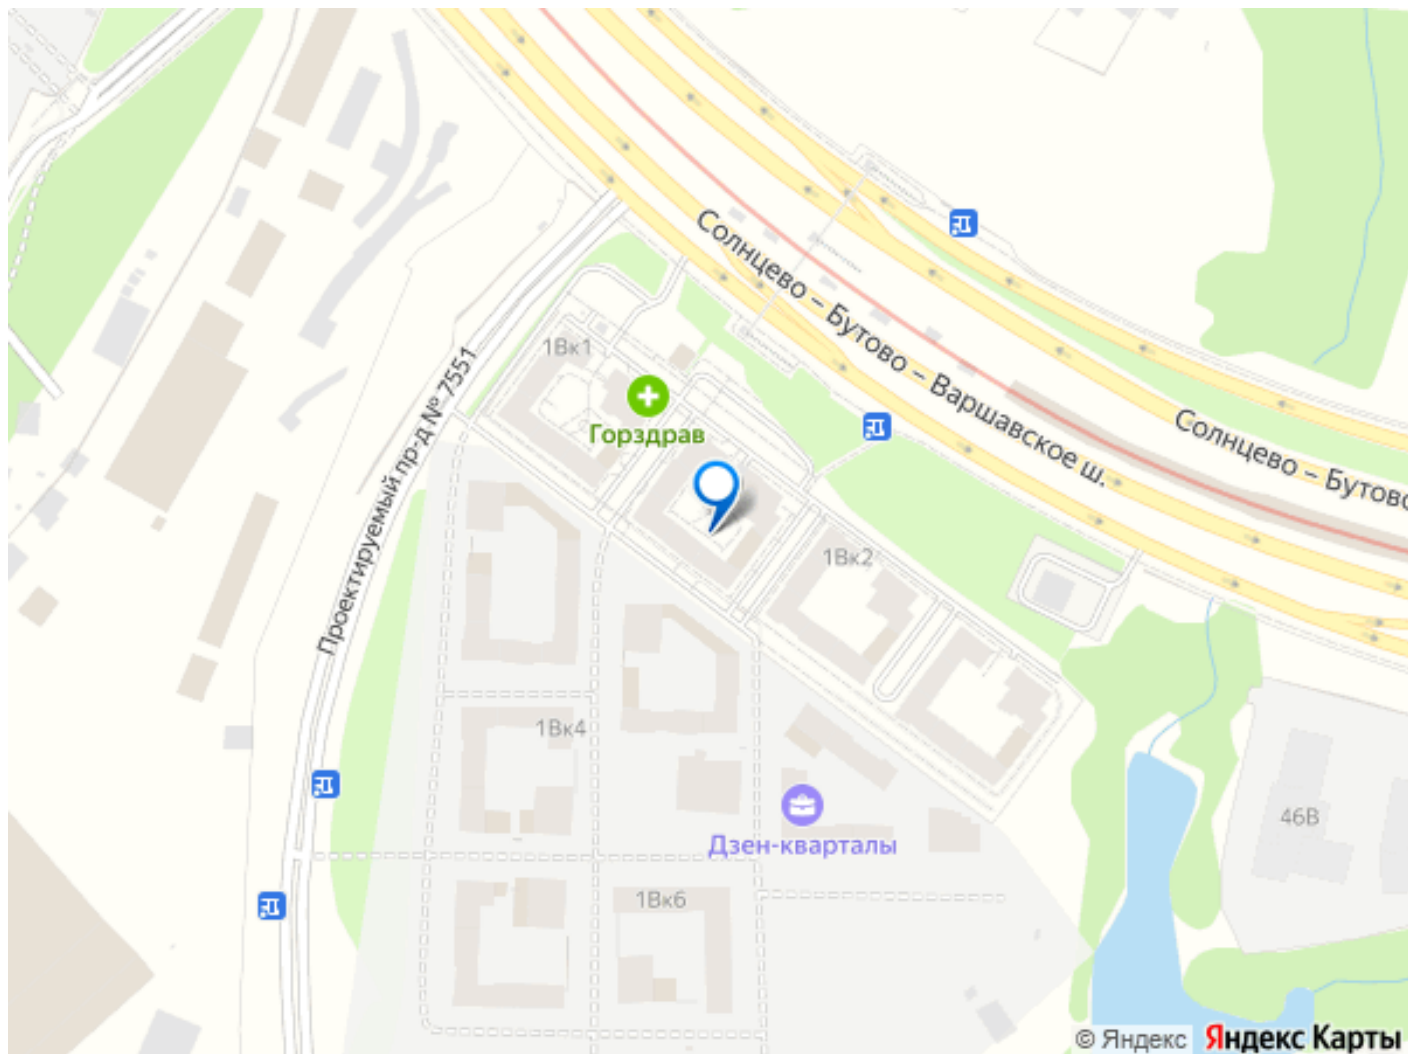 Солнцево – Бутово – Варшавское ш.
1Вк1
Проектируемый пр-д № 7551
Горздрав
Солнцево – Бутово
1Вк2
1Вк4
46В
Дзен-кварталы
1Вк6
© Яндекс Яндекс Карты